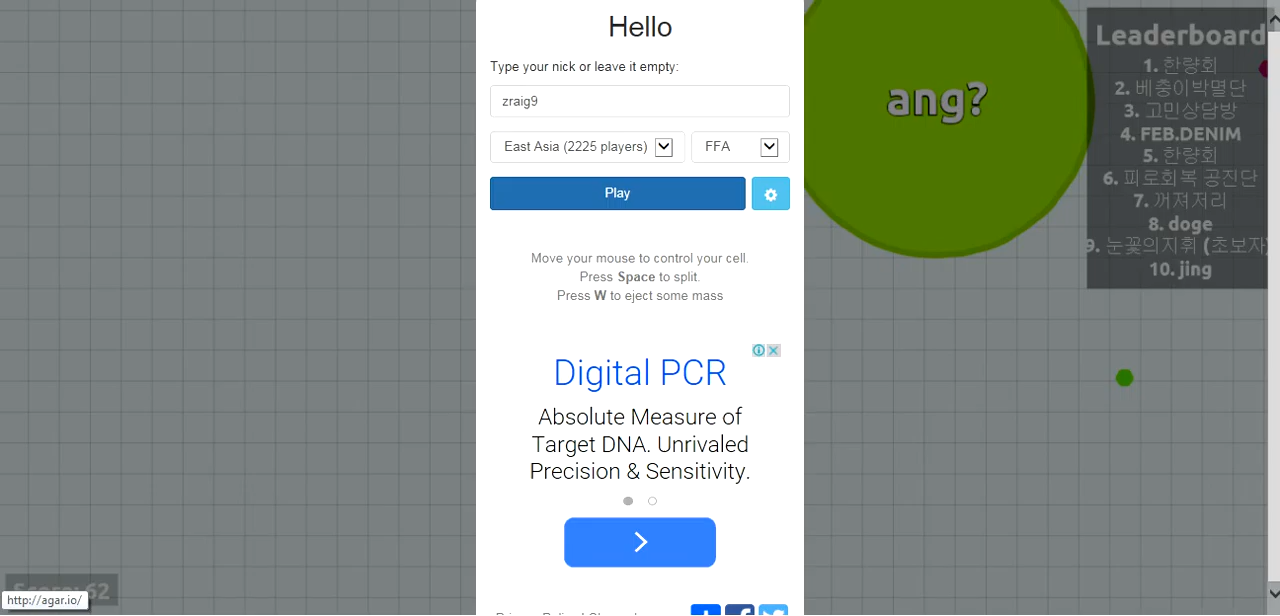 Hello
Type your nick or leave it empty:
zraig9
East Asia (2225 players)
FFA
Play
Move your mouse to control your cell.
Press Space to split.
Press W to eject some mass
Digital PCR
Absolute Measure of
Target DNA. Unrivaled
Precision & Sensitivity.
ang?
Leaderboard
1. 한량회
2. 베충이박멸단
3. 고민상담방
4. FEB.DENIM
5. 한량회
6. 피로회복 공진단
7. 꺼져저리
8. doge
9. 눈꽃의지휘 (초보자)
10. jing
Score: 62
http://agar.io/